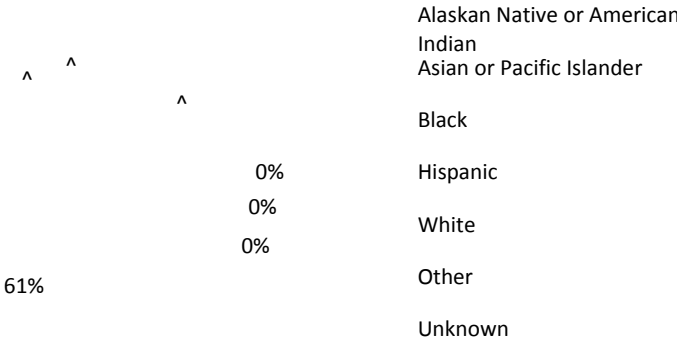 Alaskan Native or American
Indian
Asian or Pacific Islander
^
^
^
Black
0%
Hispanic
0%
White
0%
Other
61%
Unknown